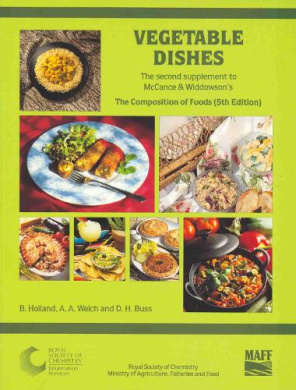 VEGETABLE
DISHES
The second supplement to
McCance & Widdowson's
The Composition of Foods (5th Edition)
B. Holland, A. A. Welch and D. H. Buss
ROYAL
SOCIETY OF
CHEMISTRY
Information
Services
Royal Society of Chemistry
Ministry of Agriculture, Fisheries and Food
MAFF